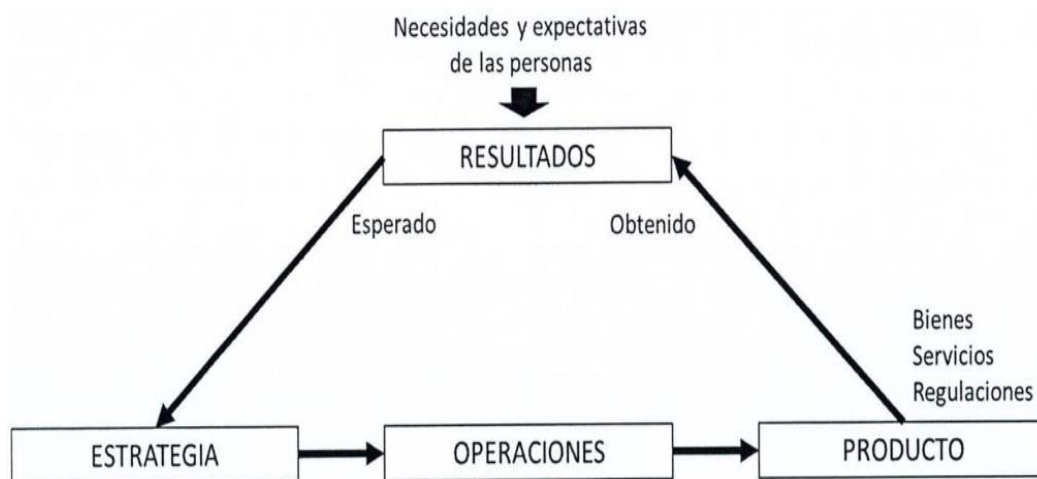 Necesidades y expectativas
de las personas
RESULTADOS
Esperado
Obtenido
Bienes
Servicios
Regulaciones
ESTRATEGIA
OPERACIONES
PRODUCTO